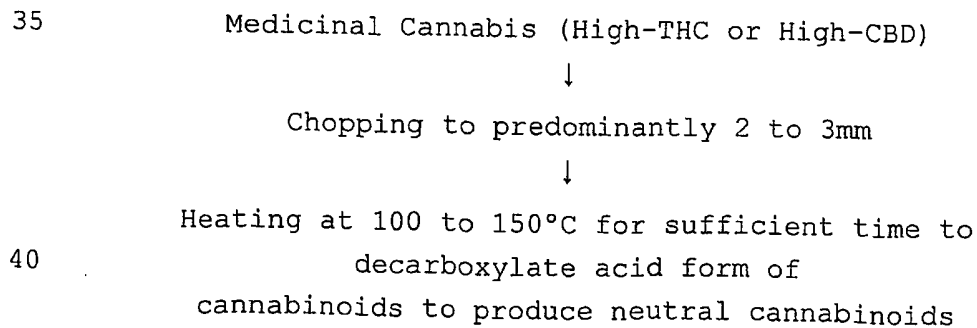 35 Medicinal Cannabis (High-THC or High-CBD)
↓
Chopping to predominantly 2 to 3mm
↓
Heating at 100 to 150°C for sufficient time to
40 decarboxylate acid form of
cannabinoids to produce neutral cannabinoids